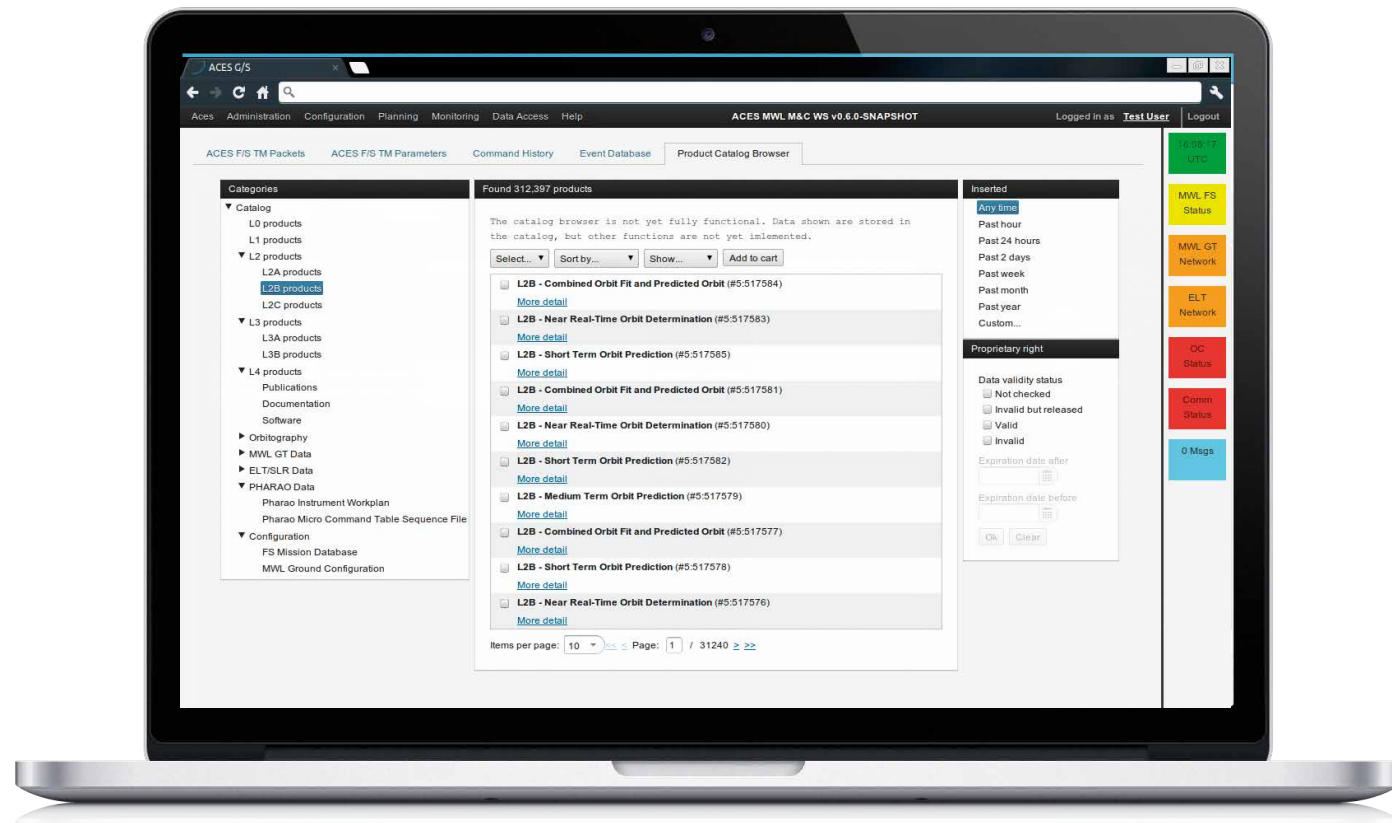 ACES G/S
Aces Administration Configuration Planning Monitoring Data Access Help ACES MWL M&C WS v0.6.0-SNAPSHOT Logged in as Test User Logout
ACES F/S TM Packets ACES F/S TM Parameters Command History Event Database Product Catalog Browser
Categories
Catalog
L0 products
L1 products
L2 products
L2A products
L2B products
L2C products
L3 products
L3A products
L3B products
L4 products
Publications
Documentation
Software
Orbitography
MWL GT Data
ELT/SLR Data
PHARAO Data
Pharao Instrument Workplan
Pharao Micro Command Table Sequence File
Configuration
FS Mission Database
MWL Ground Configuration
Found 312,397 products
The catalog browser is not yet fully functional. Data shown are stored in
the catalog, but other functions are not yet imlemented.
Select... Sort by... Show... Add to cart
L2B - Combined Orbit Fit and Predicted Orbit (#5:517584)
More detail
L2B - Near Real-Time Orbit Determination (#5:517583)
More detail
L2B - Short Term Orbit Prediction (#5:517585)
More detail
L2B - Combined Orbit Fit and Predicted Orbit (#5:517581)
More detail
L2B - Near Real-Time Orbit Determination (#5:517580)
More detail
L2B - Short Term Orbit Prediction (#5:517582)
More detail
L2B - Medium Term Orbit Prediction (#5:517579)
More detail
L2B - Combined Orbit Fit and Predicted Orbit (#5:517577)
More detail
L2B - Short Term Orbit Prediction (#5:517578)
More detail
L2B - Near Real-Time Orbit Determination (#5:517576)
More detail
Items per page: 10 << < Page: 1 / 31240 > >>
Inserted
Any time
Past hour
Past 24 hours
Past 2 days
Past week
Past month
Past year
Custom...
Proprietary right
Data validity status
Not checked
Invalid but released
Valid
Invalid
Expiration date after
Expiration date before
Ok Clear
UTC
MWL FS
Status
MWL GT
Network
ELT
Network
OC
Status
Comm
Status
0 Msgs